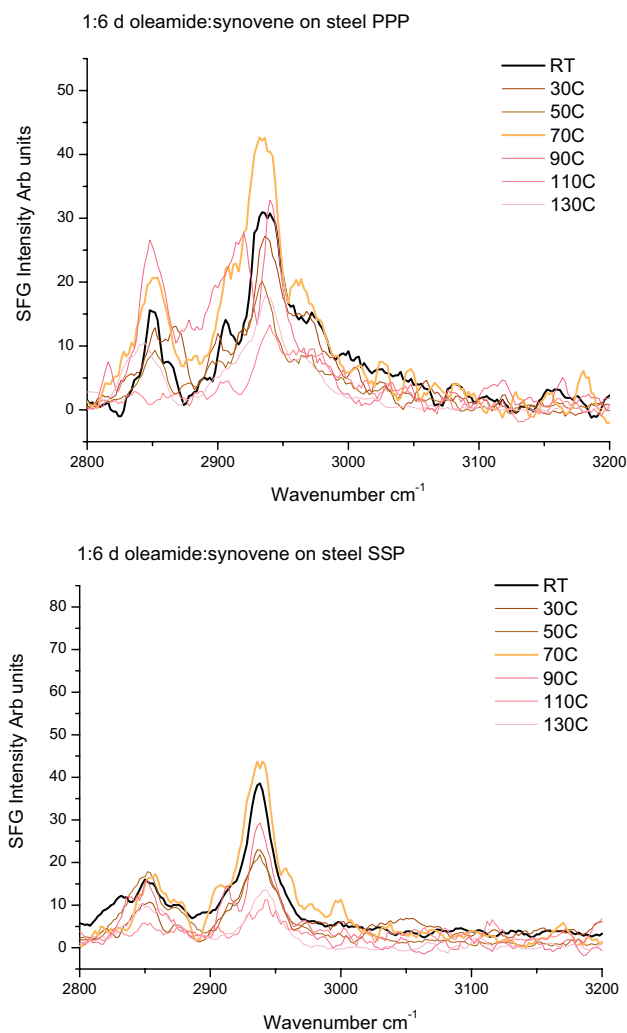 1:6 d oleamide:synovene on steel PPP
SFG Intensity Arb units
50
40
30
20
10
0
2800 2900 3000 3100 3200
Wavenumber cm⁻¹
RT
30C
50C
70C
90C
110C
130C
1:6 d oleamide:synovene on steel SSP
SFG Intensity Arb units
80
70
60
50
40
30
20
10
0
2800 2900 3000 3100 3200
Wavenumber cm⁻¹
RT
30C
50C
70C
90C
110C
130C